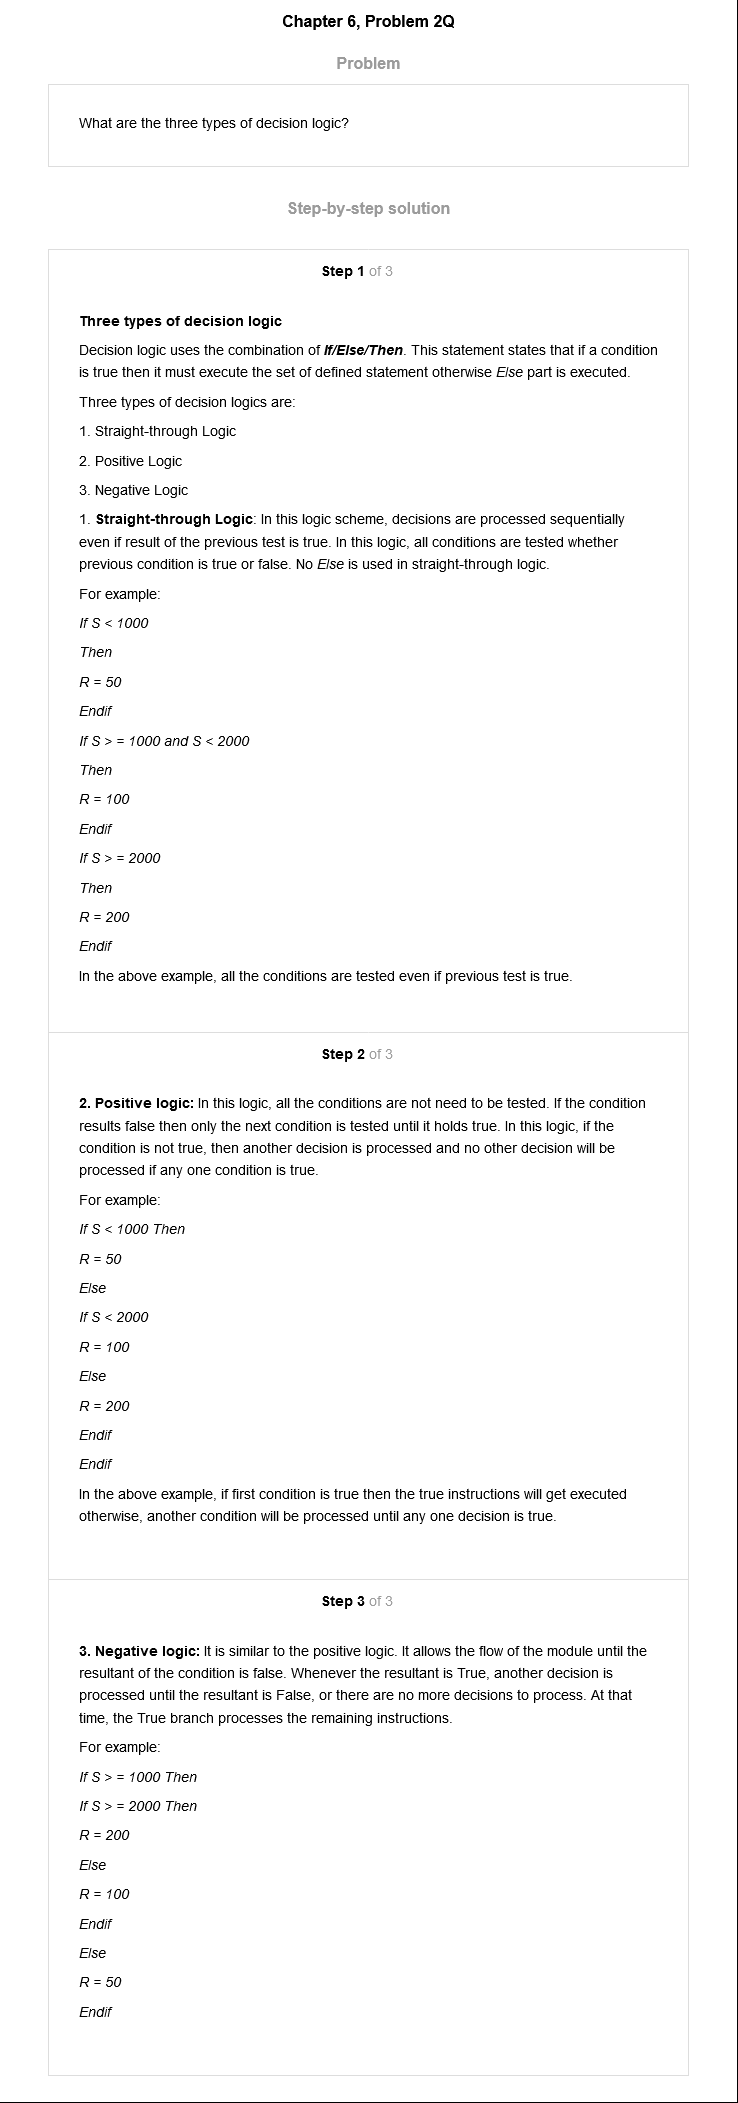 Chapter 6, Problem 2Q
Problem
What are the three types of decision logic?
Step-by-step solution
Step 1 of 3
Three types of decision logic
Decision logic uses the combination of If/Else/Then. This statement states that if a condition
is true then it must execute the set of defined statement otherwise Else part is executed.
Three types of decision logics are:
1. Straight-through Logic
2. Positive Logic
3. Negative Logic
1. Straight-through Logic: In this logic scheme, decisions are processed sequentially
even if result of the previous test is true. In this logic, all conditions are tested whether
previous condition is true or false. No Else is used in straight-through logic.
For example:
If S < 1000
Then
R = 50
Endif
If S > = 1000 and S < 2000
Then
R = 100
Endif
If S > = 2000
Then
R = 200
Endif
In the above example, all the conditions are tested even if previous test is true.
Step 2 of 3
2. Positive logic: In this logic, all the conditions are not need to be tested. If the condition
results false then only the next condition is tested until it holds true. In this logic, if the
condition is not true, then another decision is processed and no other decision will be
processed if any one condition is true.
For example:
If S < 1000 Then
R = 50
Else
If S < 2000
R = 100
Else
R = 200
Endif
Endif
In the above example, if first condition is true then the true instructions will get executed
otherwise, another condition will be processed until any one decision is true.
Step 3 of 3
3. Negative logic: It is similar to the positive logic. It allows the flow of the module until the
resultant of the condition is false. Whenever the resultant is True, another decision is
processed until the resultant is False, or there are no more decisions to process. At that
time, the True branch processes the remaining instructions.
For example:
If S > = 1000 Then
If S > = 2000 Then
R = 200
Else
R = 100
Endif
Else
R = 50
Endif